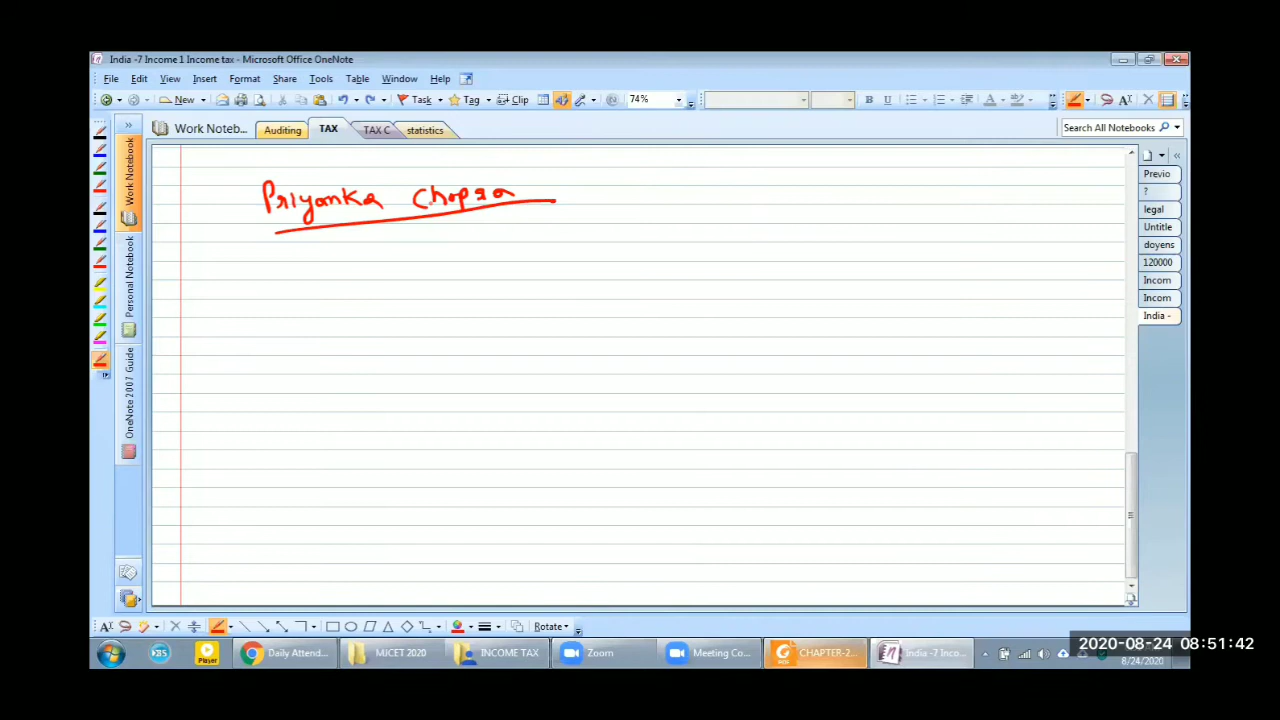 India -7 Income 1 Income tax - Microsoft Office OneNote
File Edit View Insert Format Share Tools Table Window Help
New Task Tag Clip 74% B U
Work Noteb... Auditing TAX TAX C statistics Search All Notebooks
Work Notebook
Personal Notebook
OneNote 2007 Guide
Priyanka Chopra
Previo
?
legal
Untitle
doyens
120000
Incom
Incom
India -
Rotate
Player Daily Attend... MJCET 2020 INCOME TAX Zoom Meeting Co... CHAPTER-2... India -7 Inco...
2020-08-24 08:51:42
8/24/2020